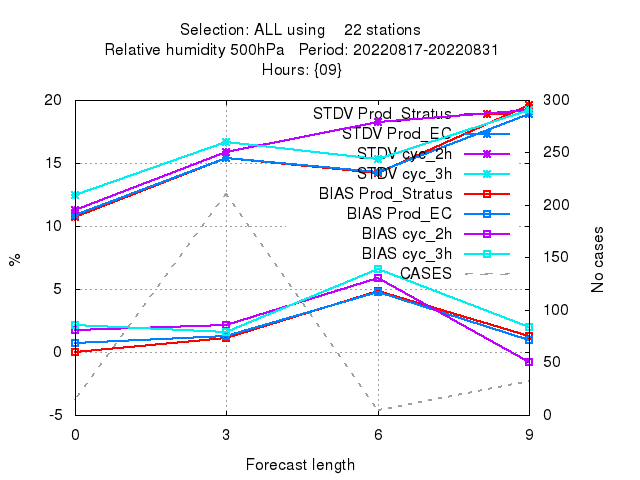 Selection: ALL using    22 stations
Relative humidity 500hPa   Period: 20220817-20220831
Hours: {09}
STDV Prod_Stratus
STDV Prod_EC
STDV cyc_2h
STDV cyc_3h
BIAS Prod_Stratus
BIAS Prod_EC
BIAS cyc_2h
BIAS cyc_3h
CASES
20
15
10
5
0
-5
%
300
250
200
150
100
50
0
No cases
0 3 6 9
Forecast length